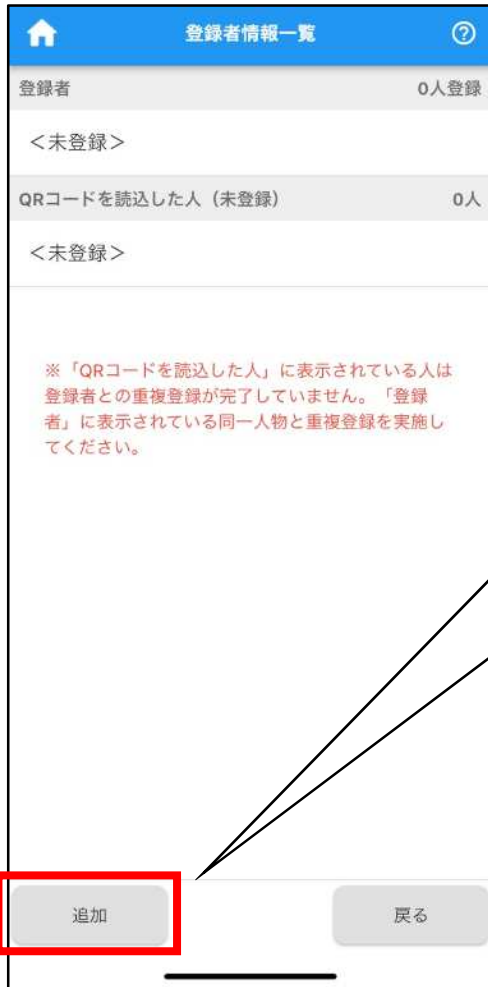 登録者情報一覧
登録者 0人登録
＜未登録＞
QRコードを読込した人（未登録） 0人
＜未登録＞
※「QRコードを読込した人」に表示されている人は
登録者との重複登録が完了していません。「登録
者」に表示されている同一人物と重複登録を実施し
てください。
追加 戻る